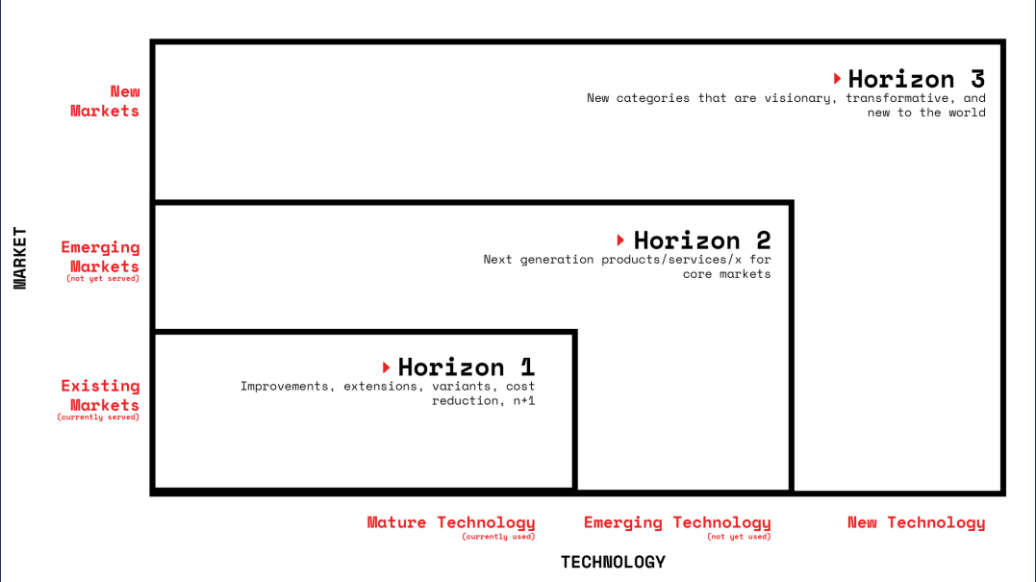 New
Markets
Horizon 3
New categories that are visionary, transformative, and
new to the world
MARKET
Emerging
Markets
(not yet served)
Horizon 2
Next generation products/services/x for
core markets
Existing
Markets
(currently served)
Horizon 1
Improvements, extensions, variants, cost
reduction, n+1
Mature Technology
(currently used)
Emerging Technology
(not yet used)
New Technology
TECHNOLOGY